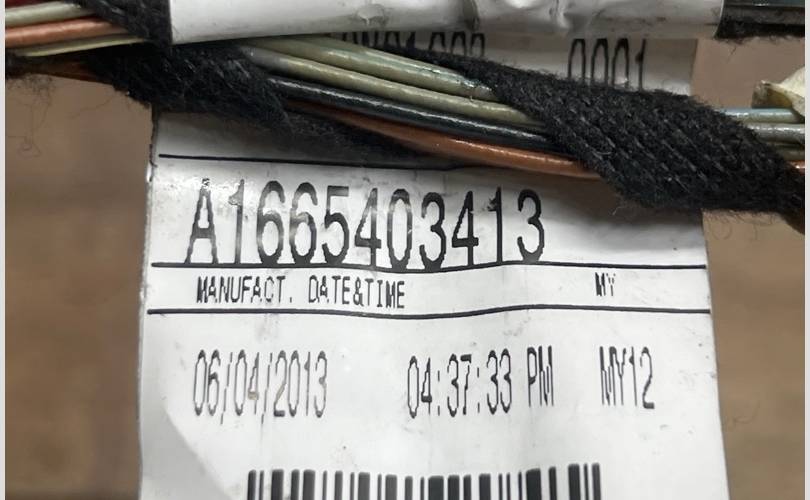 0001
A1665403413
MANUFACT. DATE&TIME MY
06/04/2013 04:37:33 PM MY12